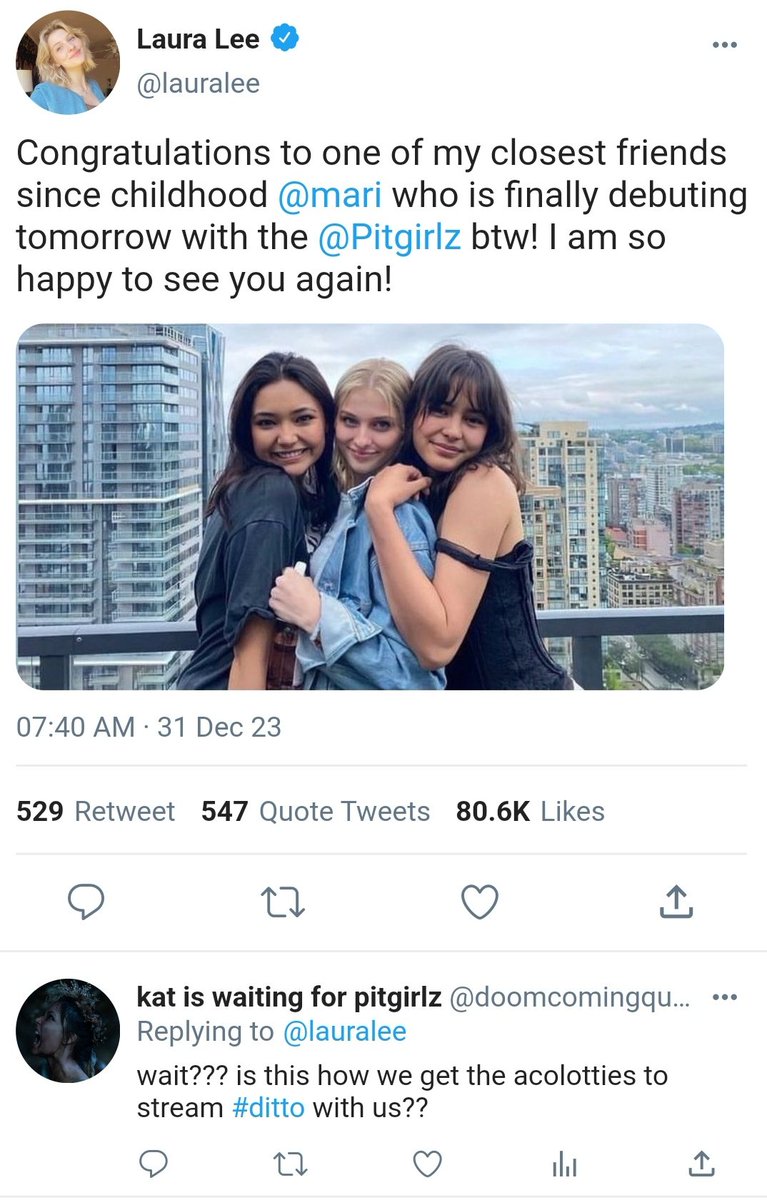 Laura Lee
@lauralee
Congratulations to one of my closest friends
since childhood @mari who is finally debuting
tomorrow with the @Pitgirlz btw! I am so
happy to see you again!
07:40 AM · 31 Dec 23
529 Retweet 547 Quote Tweets 80.6K Likes
kat is waiting for pitgirlz @doomcomingqu...
Replying to @lauralee
wait??? is this how we get the acolotties to
stream #ditto with us??